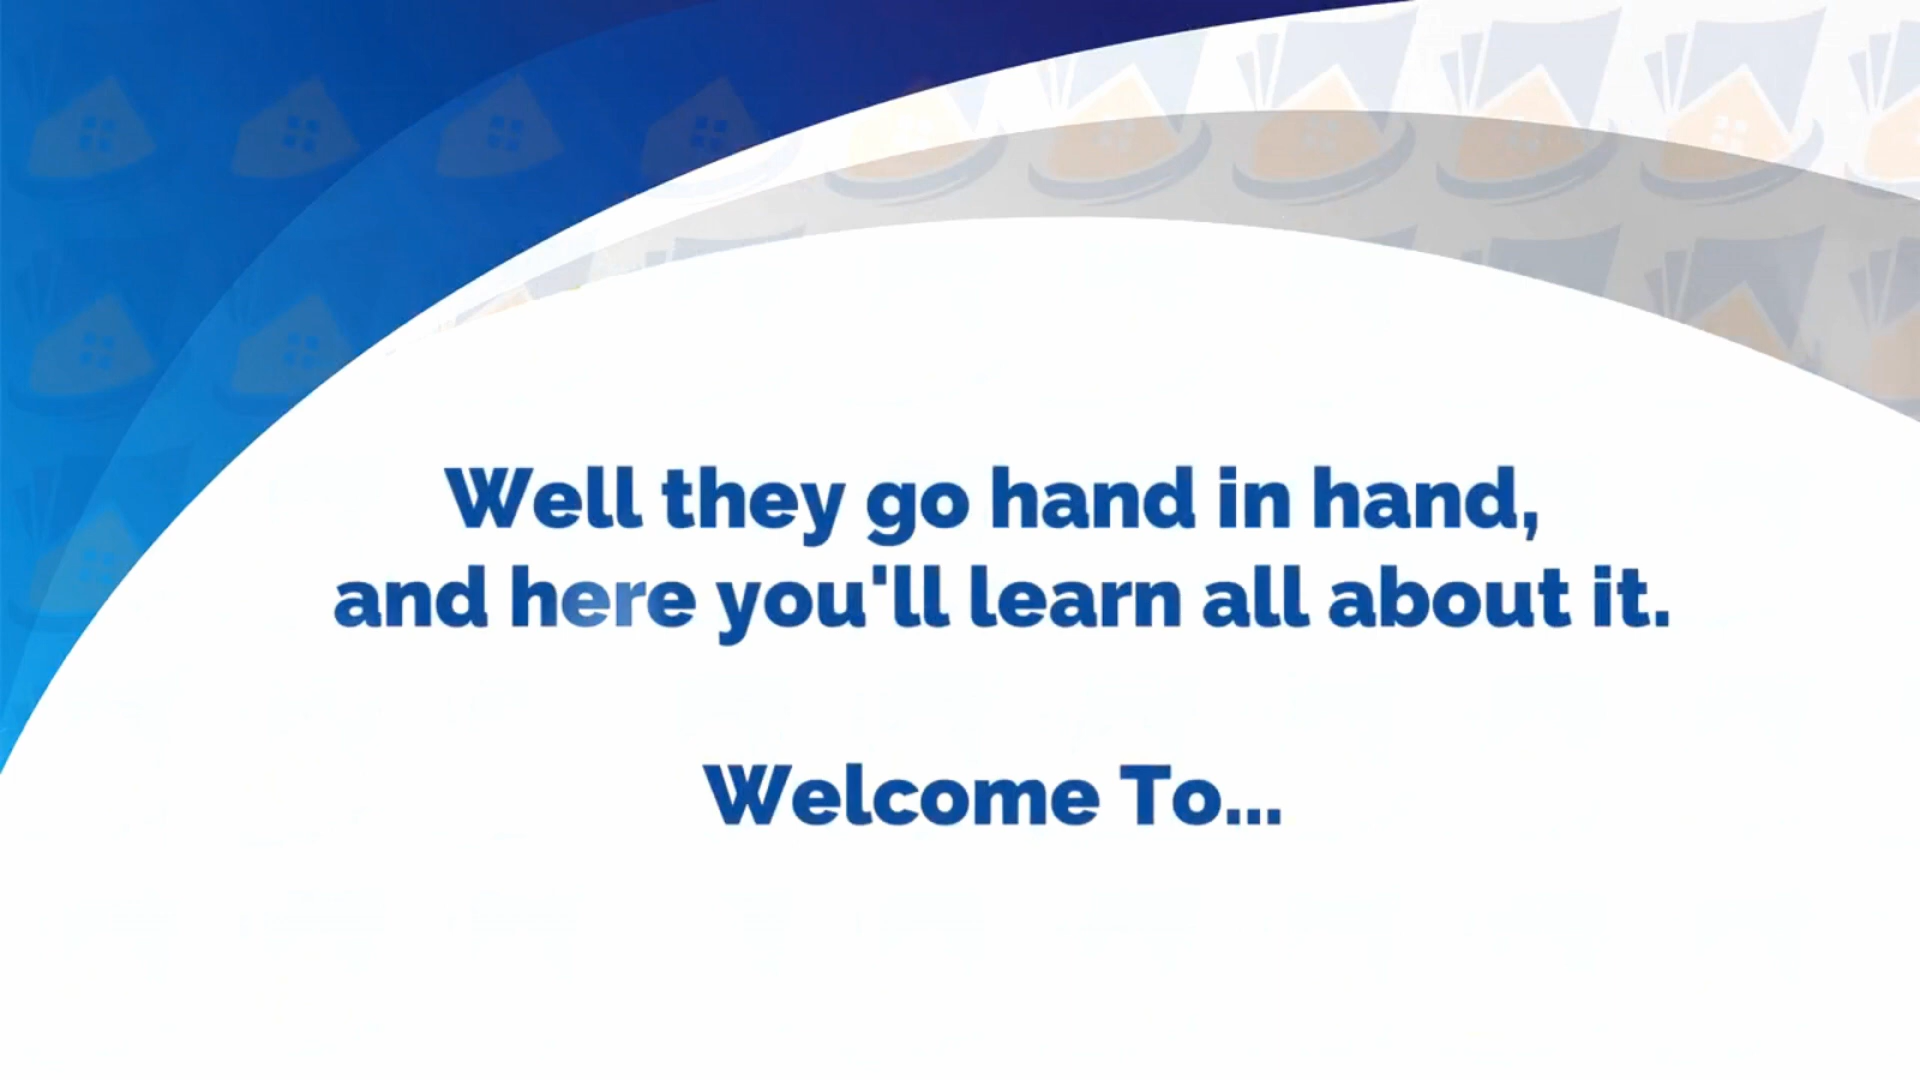 Well they go hand in hand,
and here you'll learn all about it.
Welcome To...